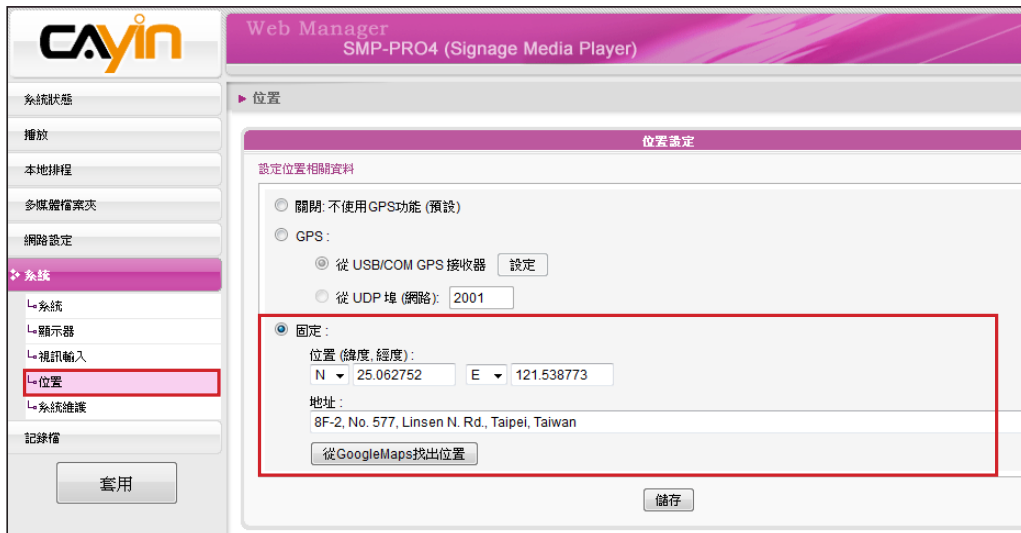 CAYIN
Web Manager
SMP-PRO4 (Signage Media Player)
系統狀態
播放
本地排程
多媒體檔案夾
網路設定
系統
系統
顯示器
視訊輸入
位置
系統維護
記錄檔
套用
位置
位置設定
設定位置相關資料
關閉: 不使用GPS功能 (預設)
GPS :
從 USB/COM GPS 接收器 設定
從 UDP 埠 (網路): 2001
固定 :
位置 (緯度, 經度) :
N 25.062752 E 121.538773
地址 :
8F-2, No. 577, Linsen N. Rd., Taipei, Taiwan
從GoogleMaps找出位置
儲存